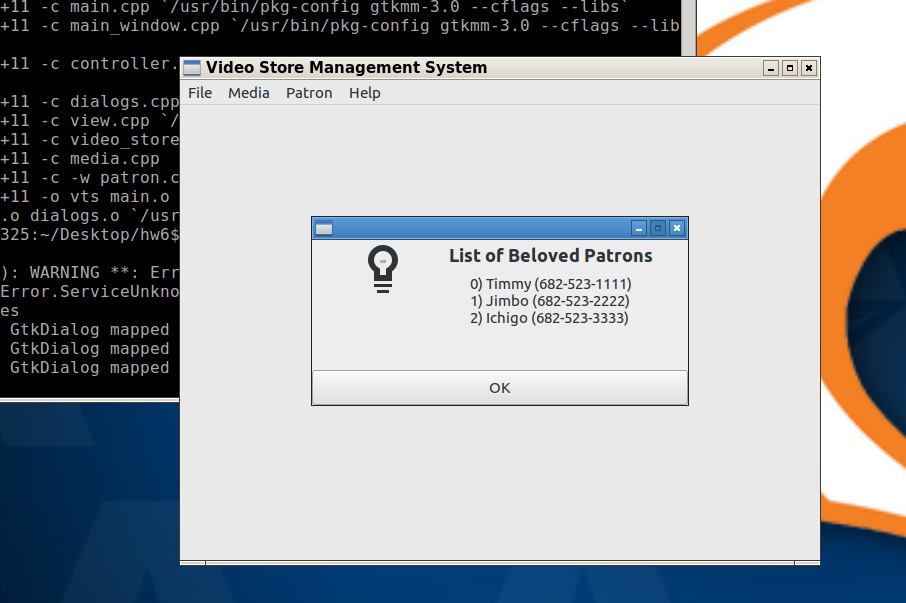 +11 -c main.cpp `/usr/bin/pkg-config gtkmm-3.0 --cflags --libs`
+11 -c main_window.cpp `/usr/bin/pkg-config gtkmm-3.0 --cflags --lib
+11 -c controller.
+11 -c dialogs.cpp
+11 -c view.cpp `/
+11 -c video_store
+11 -c media.cpp
+11 -c -w patron.c
+11 -o vts main.o
.o dialogs.o `/usr
325:~/Desktop/hw6$
): WARNING **: Err
Error.ServiceUnkno
es
GtkDialog mapped
GtkDialog mapped
GtkDialog mapped
Video Store Management System
File Media Patron Help
List of Beloved Patrons
0) Timmy (682-523-1111)
1) Jimbo (682-523-2222)
2) Ichigo (682-523-3333)
OK